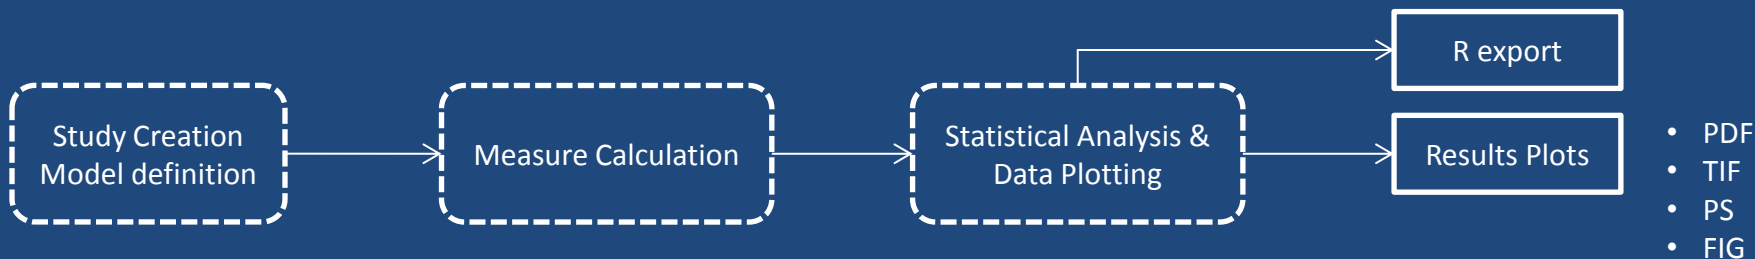 Study Creation
Model definition
Measure Calculation
Statistical Analysis &
Data Plotting
R export
Results Plots
• PDF
• TIF
• PS
• FIG